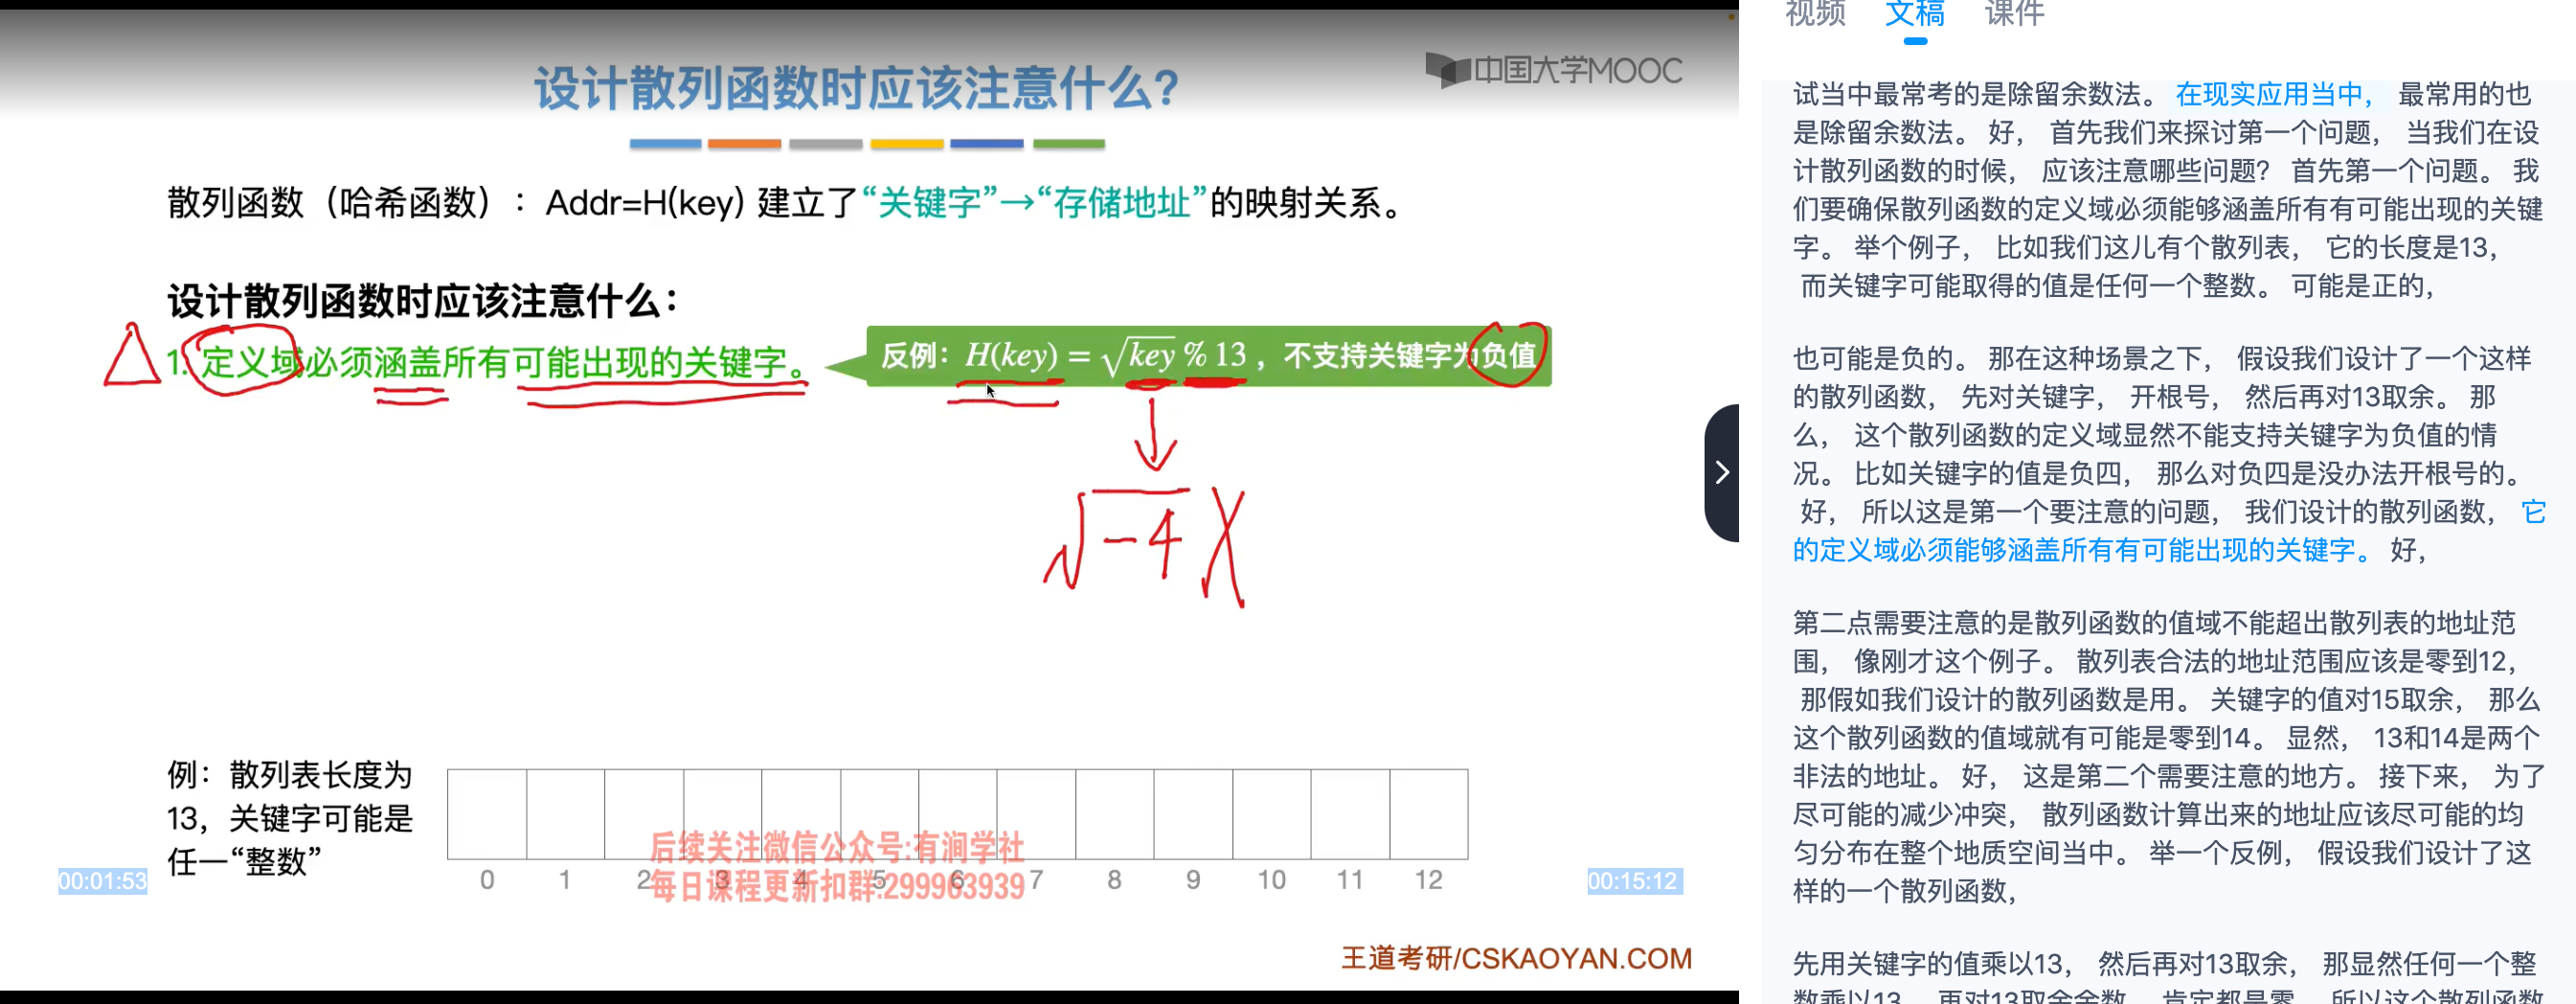 设计散列函数时应该注意什么?
中国大学MOOC
散列函数（哈希函数）：Addr=H(key) 建立了“关键字”→“存储地址”的映射关系。
设计散列函数时应该注意什么：
1. 定义域必须涵盖所有可能出现的关键字。
反例：H(key) = √key % 13，不支持关键字为负值
√-4 X
例：散列表长度为
13，关键字可能是
任一“整数”
0 1 2 3 4 5 6 7 8 9 10 11 12
后续关注微信公众号:有涧学社
每日课程更新扣群:299903939
00:01:53
00:15:12
王道考研/CSKAOYAN.COM
视频 文稿 课件
试当中最常考的是除留余数法。 在现实应用当中， 最常用的也
是除留余数法。 好， 首先我们来探讨第一个问题， 当我们在设
计散列函数的时候， 应该注意哪些问题? 首先第一个问题。 我
们要确保散列函数的定义域必须能够涵盖所有有可能出现的关键
字。 举个例子， 比如我们这儿有个散列表， 它的长度是13，
而关键字可能取得的值是任何一个整数。 可能是正的，
也可能是负的。 那在这种场景之下， 假设我们设计了一个这样
的散列函数， 先对关键字， 开根号， 然后再对13取余。 那
么， 这个散列函数的定义域显然不能支持关键字为负值的情
况。 比如关键字的值是负四， 那么对负四是没办法开根号的。
好， 所以这是第一个要注意的问题， 我们设计的散列函数， 它
的定义域必须能够涵盖所有有可能出现的关键字。 好，
第二点需要注意的是散列函数的值域不能超出散列表的地址范
围， 像刚才这个例子。 散列表合法的地址范围应该是零到12，
那假如我们设计的散列函数是用。 关键字的值对15取余， 那么
这个散列函数的值域就有可能是零到14。 显然， 13和14是两个
非法的地址。 好， 这是第二个需要注意的地方。 接下来， 为了
尽可能的减少冲突， 散列函数计算出来的地址应该尽可能的均
匀分布在整个地质空间当中。 举一个反例， 假设我们设计了这
样的一个散列函数，
先用关键字的值乘以13， 然后再对13取余， 那显然任何一个整
数乘以13， 再对13取余余数， 肯定都是零， 所以这个散列函数